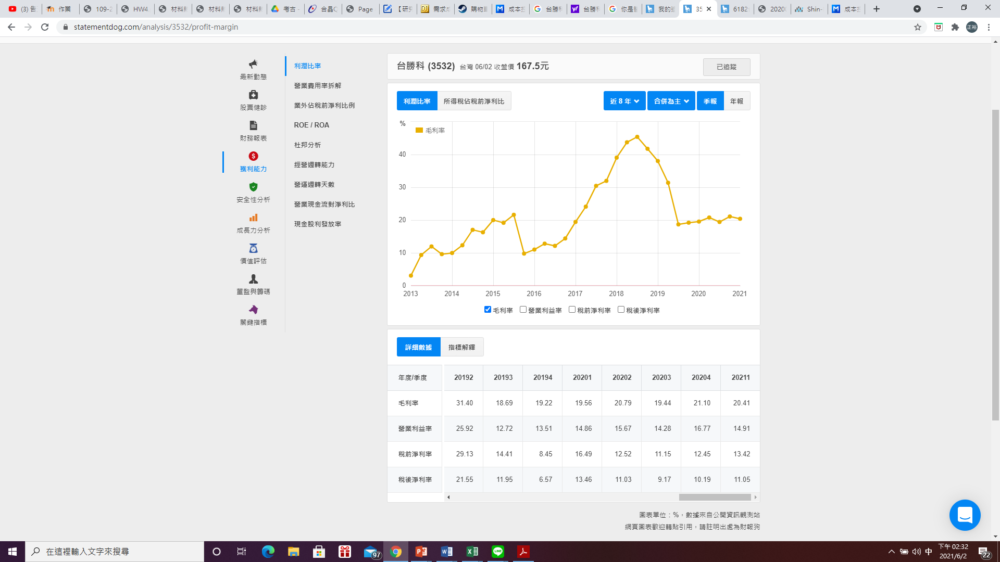 (3) 告
作業
109-2
HW4.
材料
材料
材料
考古 -
合晶Q
Page
【研究
需求
購物車
成本
台勝科
台勝科
你是
我的
35
6182
2020
Shin-
成本
statementdog.com/analysis/3532/profit-margin
正裕
最新動態
股票健診
財務報表
獲利能力
安全性分析
成長力分析
價值評估
董監與籌碼
關鍵指標
利潤比率
營業費用率拆解
業外佔稅前淨利比例
ROE / ROA
杜邦分析
經營週轉能力
營運週轉天數
營業現金流對淨利比
現金股利發放率
台勝科 (3532) 台灣 06/02 收盤價 167.5元
已追蹤
利潤比率 所得稅佔稅前淨利比
近 8 年 合併為主 季報 年報
%
毛利率
40
30
20
10
0
2013 2014 2015 2016 2017 2018 2019 2020 2021
毛利率 營業利益率 稅前淨利率 稅後淨利率
詳細數據 指標解釋
年度/季度 20192 20193 20194 20201 20202 20203 20204 20211
毛利率 31.40 18.69 19.22 19.56 20.79 19.44 21.10 20.41
營業利益率 25.92 12.72 13.51 14.86 15.67 14.28 16.77 14.91
稅前淨利率 29.13 14.41 8.45 16.49 12.52 11.15 12.45 13.42
稅後淨利率 21.55 11.95 6.57 13.46 11.03 9.17 10.19 11.05
圖表單位：%，數據來自公開資訊觀測站
網頁圖表歡迎轉貼引用，請註明出處為財報狗
在這裡輸入文字來搜尋
97
中
下午 02:32
2021/6/2
22